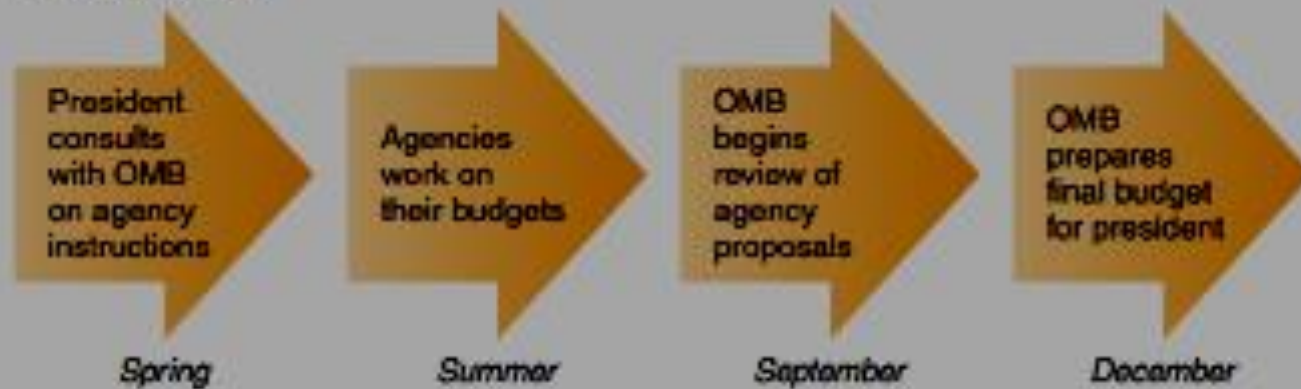 President
consults
with OMB
on agency
instructions
Spring
Agencies
work on
their budgets
Summer
OMB
begins
review of
agency
proposals
September
OMB
prepares
final budget
for president
December